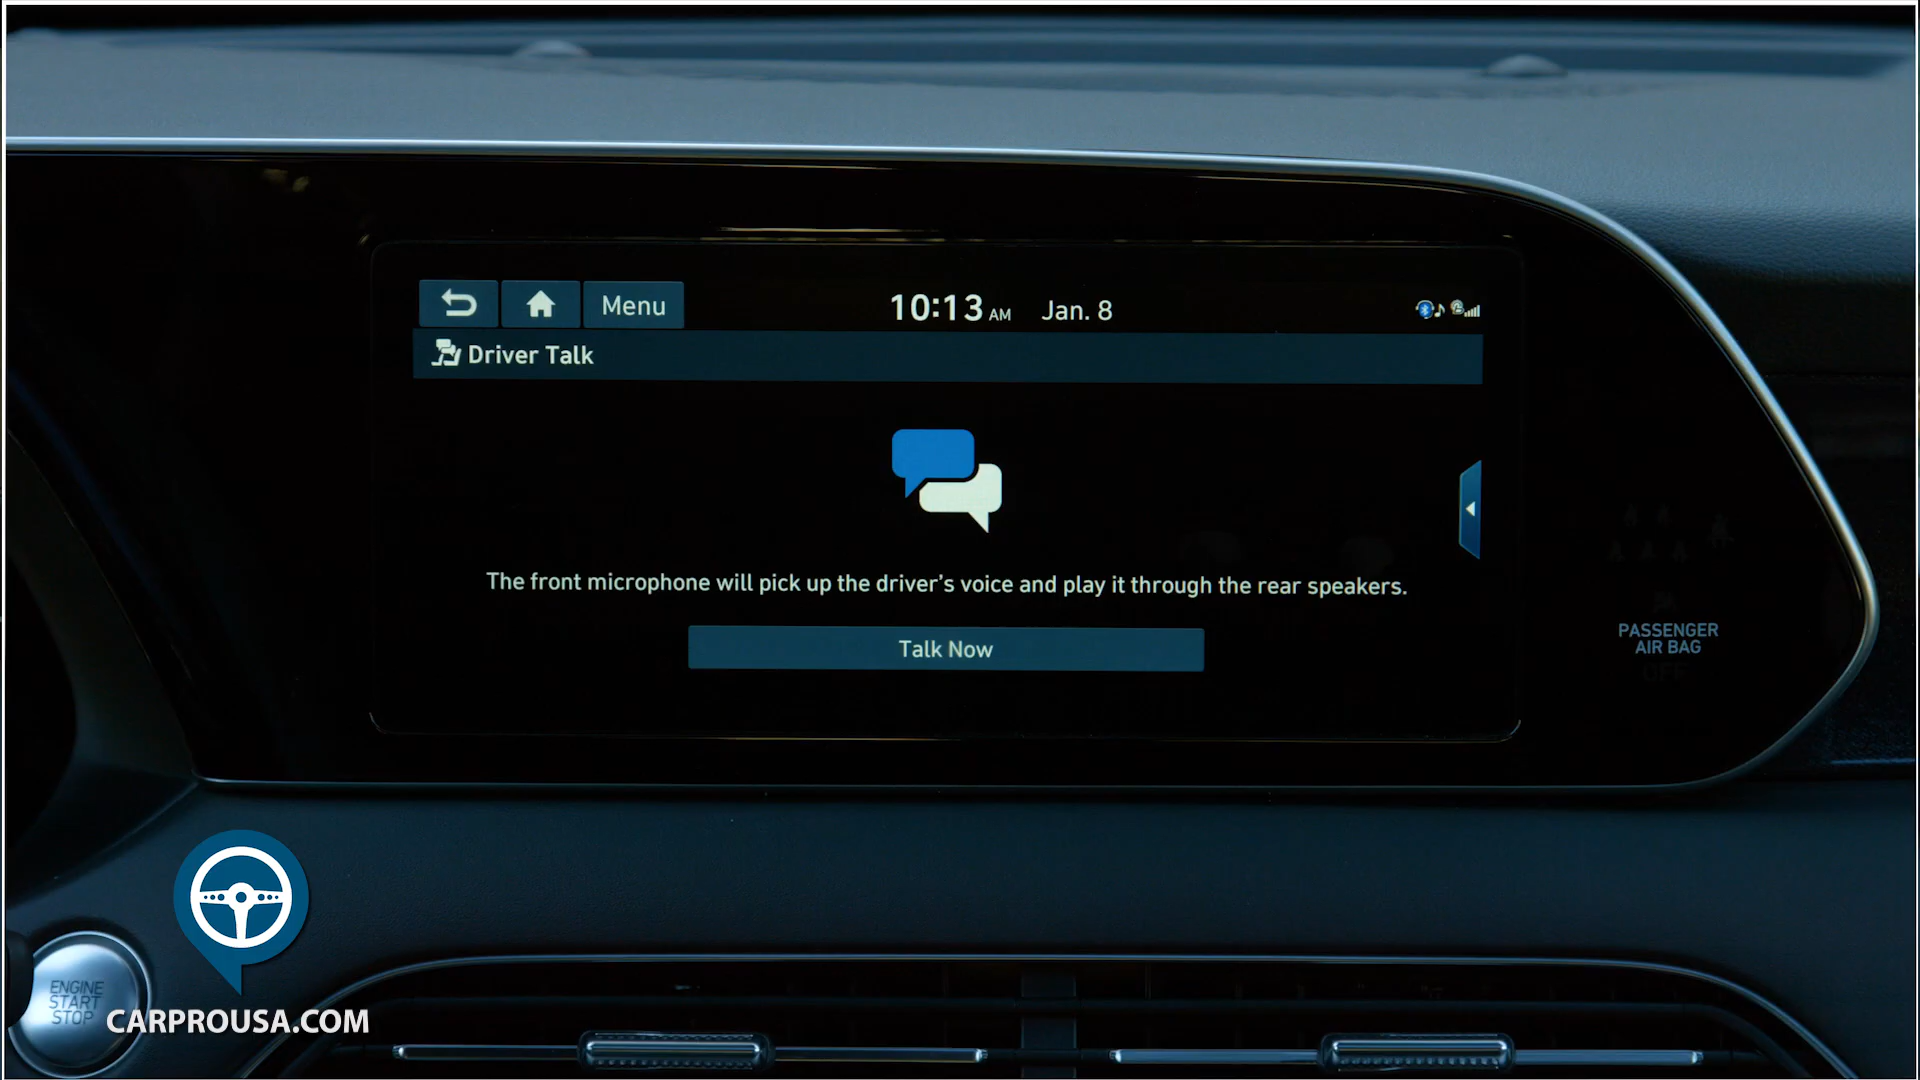 Menu
10:13 AM Jan. 8
Driver Talk
The front microphone will pick up the driver's voice and play it through the rear speakers.
Talk Now
PASSENGER
AIR BAG
OFF
ENGINE
START
STOP
CARPROUSA.COM